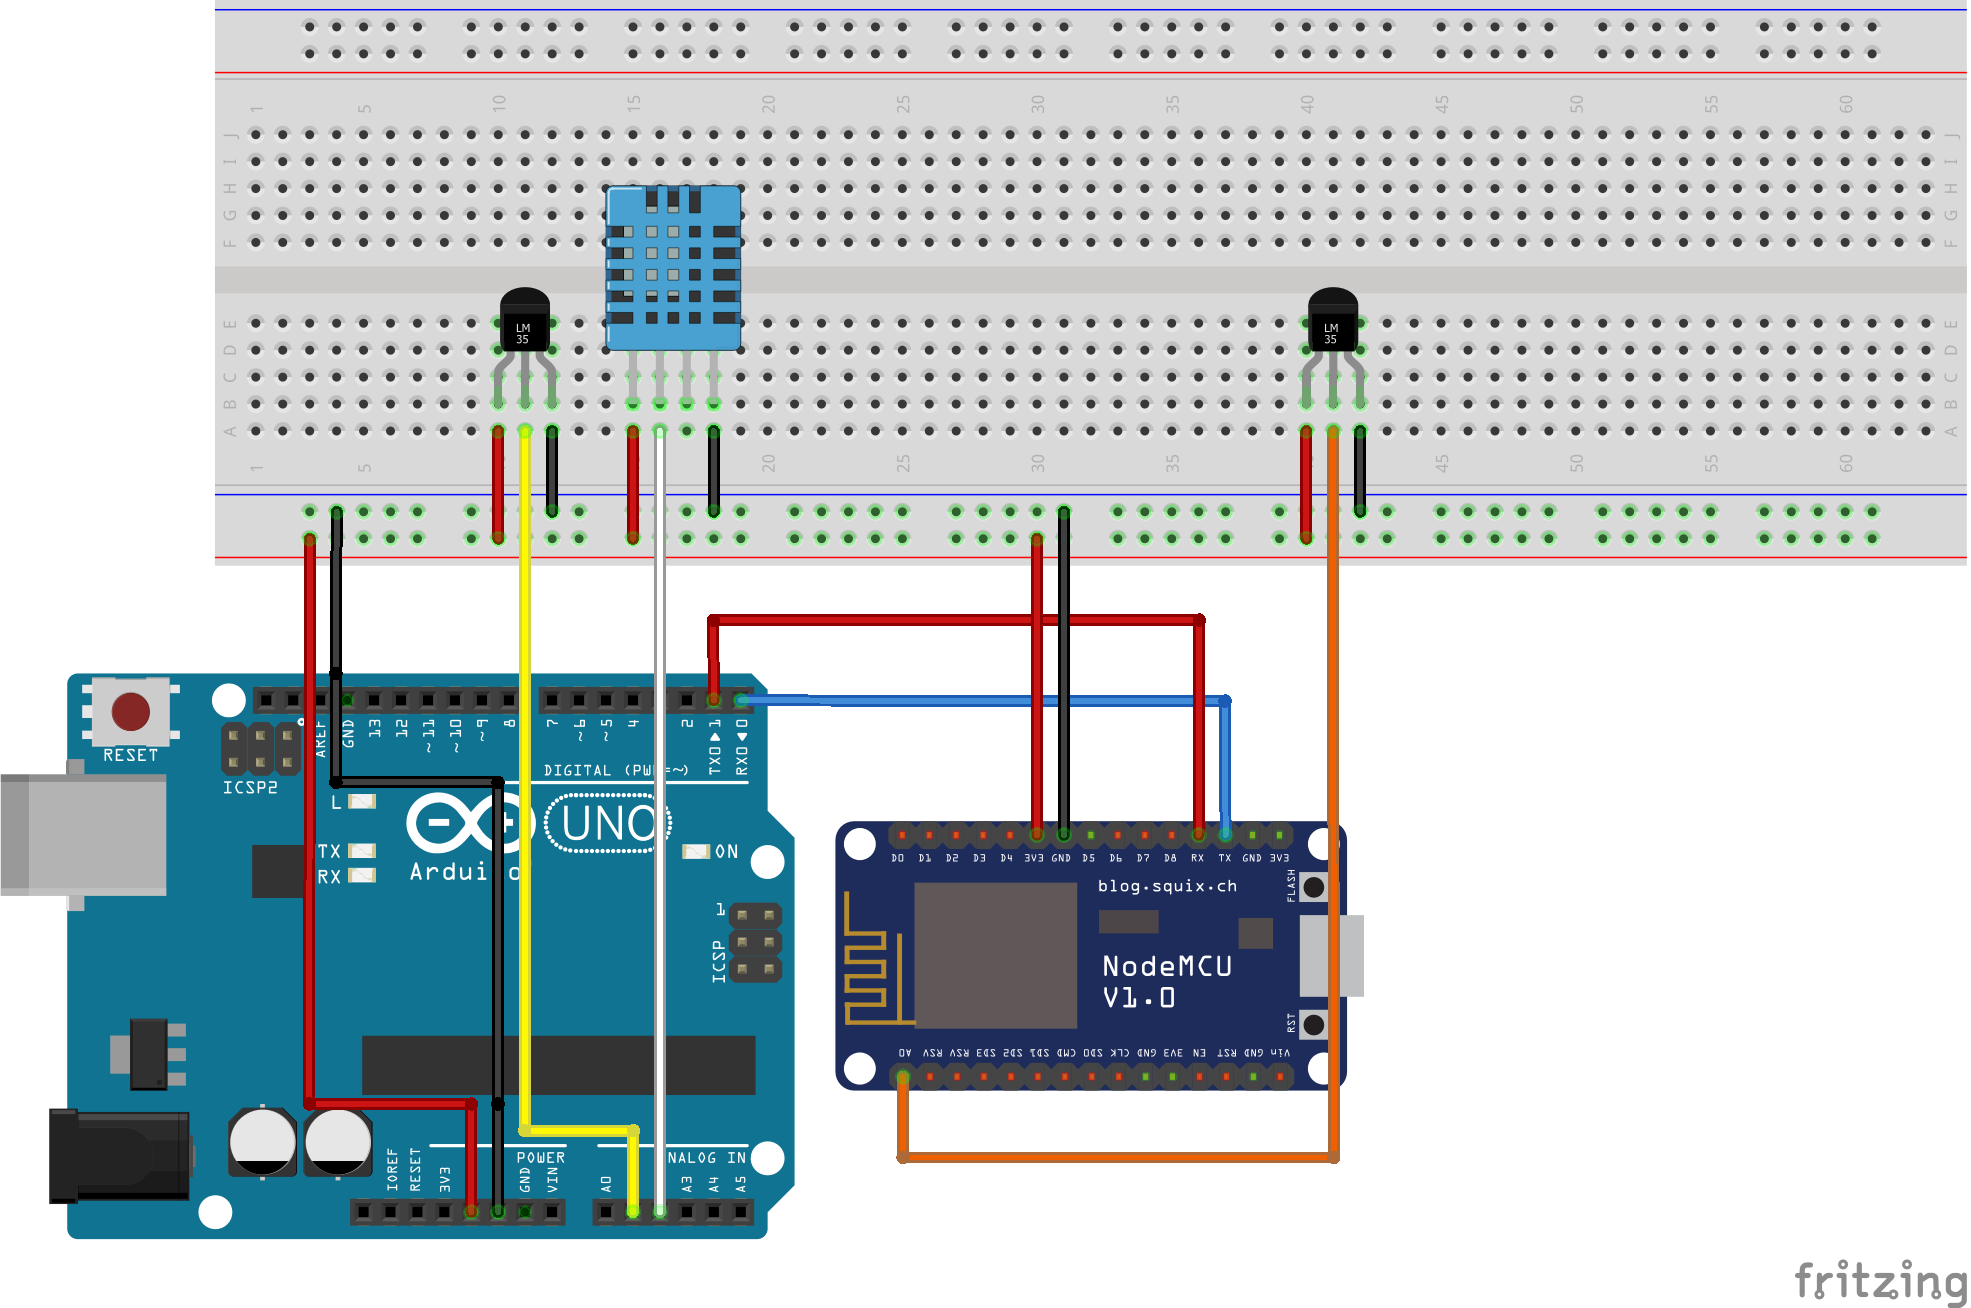 1 5 10 15 20 25 30 35 40 45 50 55 60
J J
I I
H H
G G
F F
LM
35
LM
35
E E
D D
C C
B B
A A
1 5 20 25 30 35 45 50 55 60
RESET
ICSP2
AREF GND 13 12 ~11 ~10 ~9 8 7 ~6 ~5 4 2 TX0▶1 RX0◀0
DIGITAL (PWM=~)
L
TX
RX
UNO
Arduino
ON
1
ICSP
IOREF RESET 3V3 GND VIN
POWER
A0 A3 A4 A5
NALOG IN
D0 D1 D2 D3 D4 3V3 GND D5 D6 D7 D8 RX TX GND 3V3
blog.squix.ch
FLASH
NodeMCU
V1.0
RST
A0 RSV RSV SD3 SD2 SD1 CMD SD0 CLK GND 3V3 EN RST GND Vin
fritzing